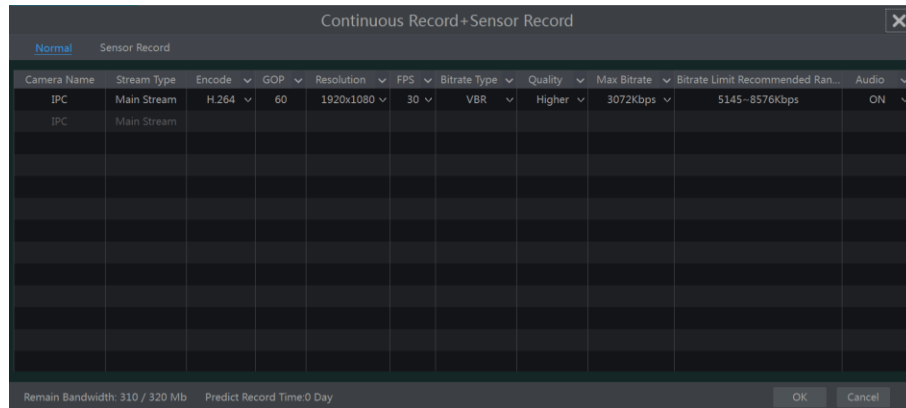 Continuous Record+Sensor Record
Normal Sensor Record
Camera Name Stream Type Encode GOP Resolution FPS Bitrate Type Quality Max Bitrate Bitrate Limit Recommended Ran... Audio
IPC Main Stream H.264 60 1920x1080 30 VBR Higher 3072Kbps 5145~8576Kbps ON
IPC Main Stream
Remain Bandwidth: 310 / 320 Mb Predict Record Time:0 Day OK Cancel